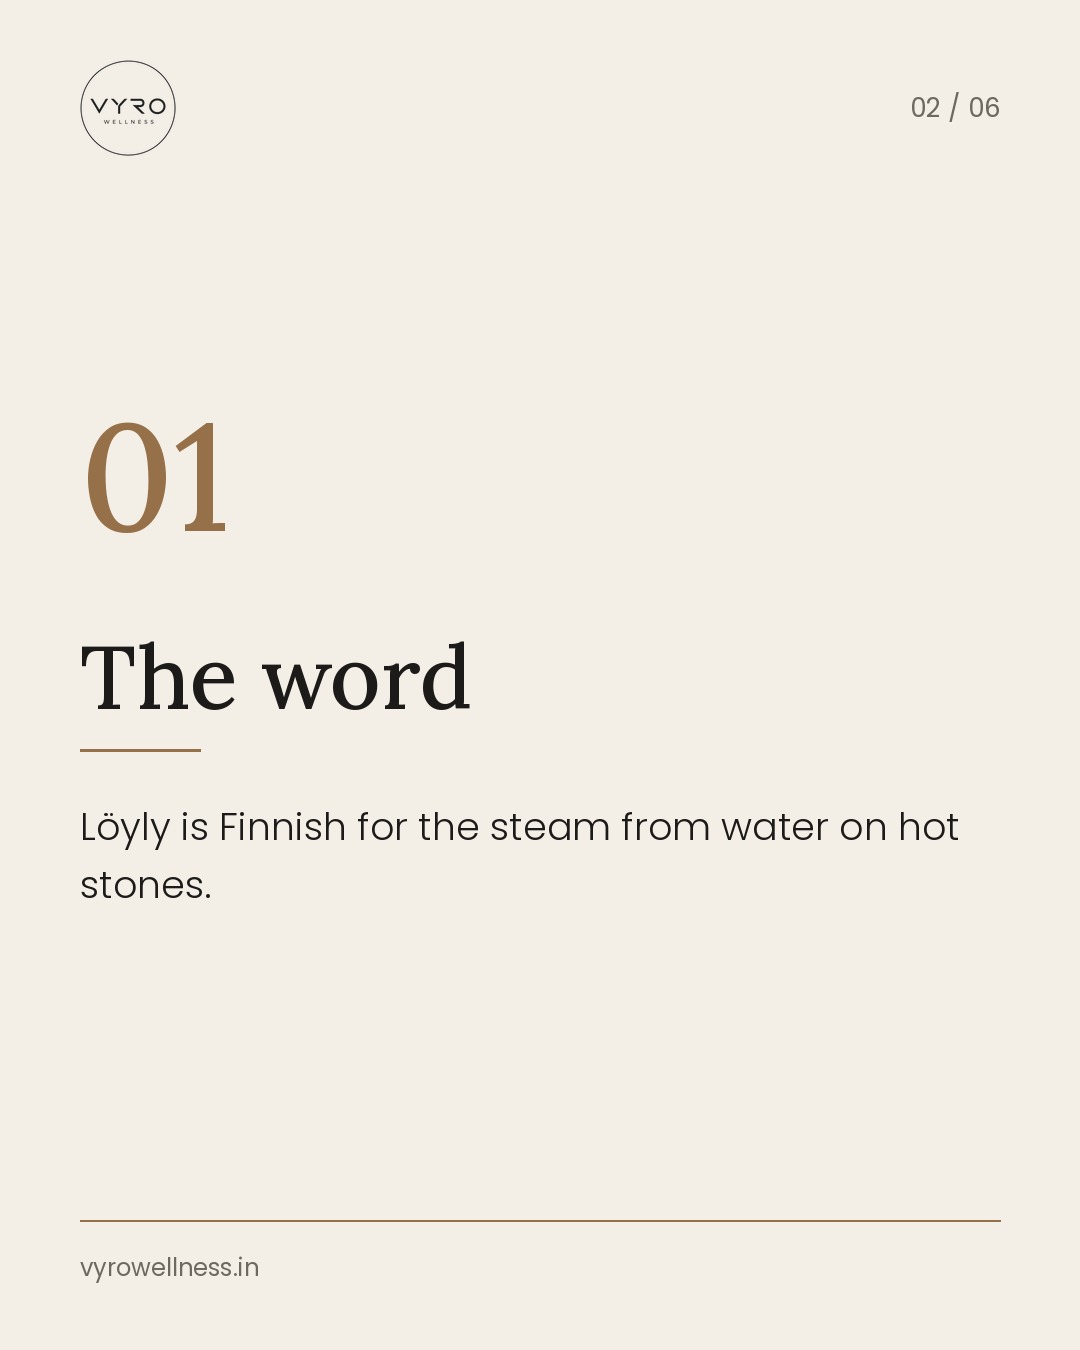 VYRO
WELLNESS
02 / 06
01
The word
Löyly is Finnish for the steam from water on hot
stones.
vyrowellness.in